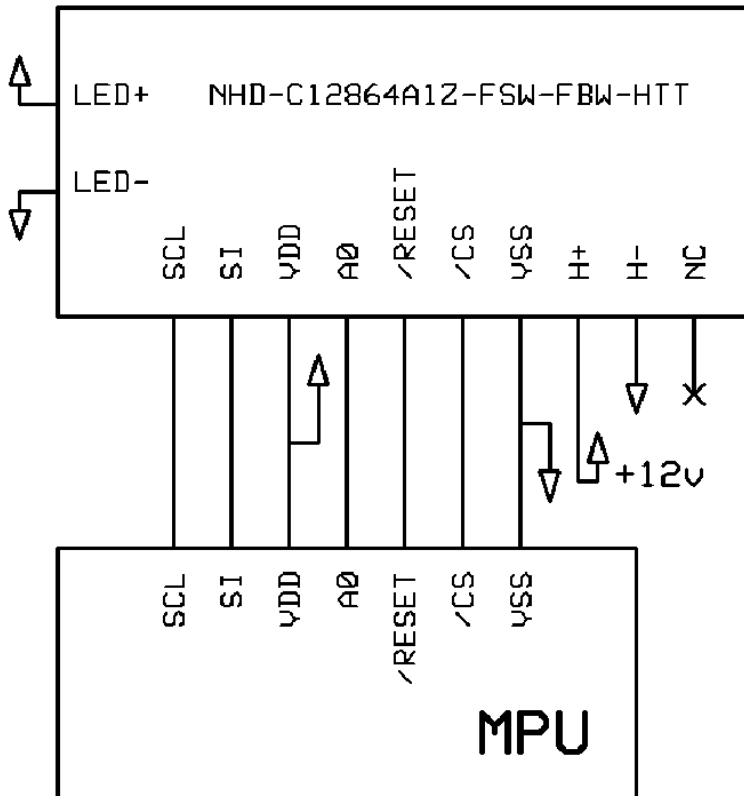 LED+
NHD-C12864A1Z-FSW-FBW-HTT
LED-
SCL
SI
VDD
A0
/RESET
/CS
VSS
H+
H-
NC
+12v
SCL
SI
VDD
A0
/RESET
/CS
VSS
MPU